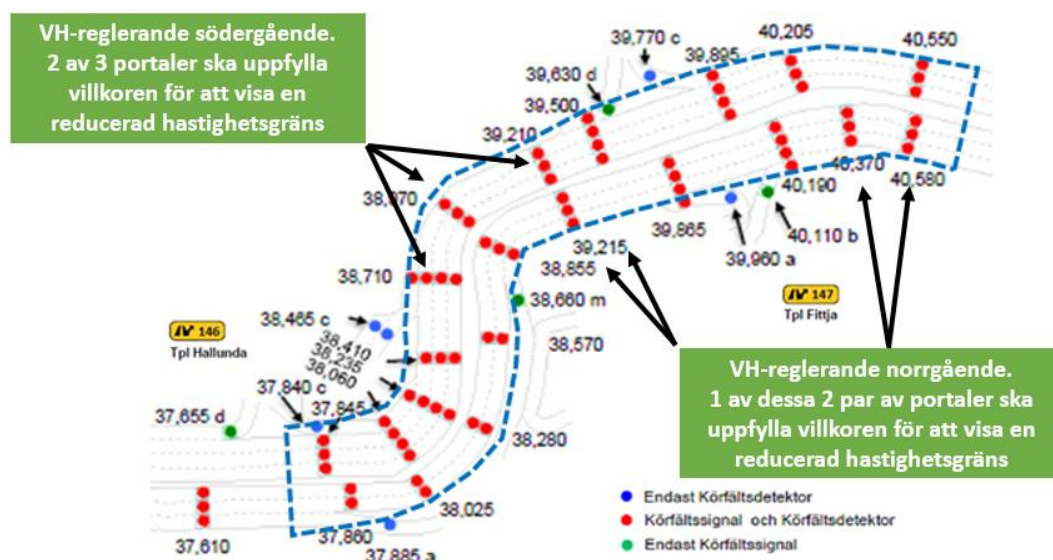 VH-reglerande södergående.
2 av 3 portaler ska uppfylla
villkoren för att visa en
reducerad hastighetsgräns
39,770 c
39,630 d
39,500
39,210
39,895
40,205
40,550
38,970
38,710
38,465 c
38,410
38,235
38,060
37,840 c
37,845
37,655 d
146
Tpl Hallunda
39,215
38,855
38,660 m
38,570
38,280
38,025
37,860
37,885 a
37,610
39,865
39,960 a
40,110 b
40,190
40,370
40,580
147
Tpl Fittja
VH-reglerande norrgående.
1 av dessa 2 par av portaler ska
uppfylla villkoren för att visa en
reducerad hastighetsgräns
Endast Körfältsdetektor
Körfältssignal och Körfältsdetektor
Endast Körfältssignal